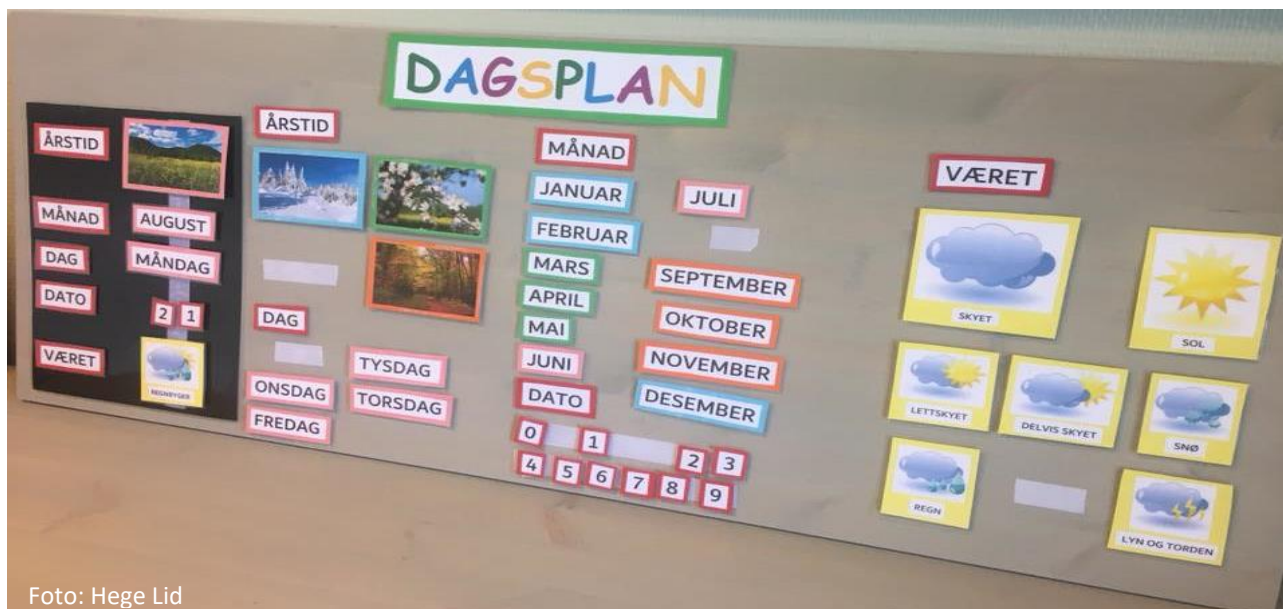 DAGSPLAN
ÅRSTID
MÅNAD AUGUST
DAG MÅNDAG
DATO 2 1
VÆRET
REGNBYGER
ÅRSTID
DAG
TYSDAG
ONSDAG TORSDAG
FREDAG
MÅNAD
JANUAR JULI
FEBRUAR
MARS SEPTEMBER
APRIL OKTOBER
MAI NOVEMBER
JUNI DESEMBER
DATO
0 1 2 3
4 5 6 7 8 9
VÆRET
SKYET SOL
LETTSKYET DELVIS SKYET SNØ
REGN LYN OG TORDEN
Foto: Hege Lid